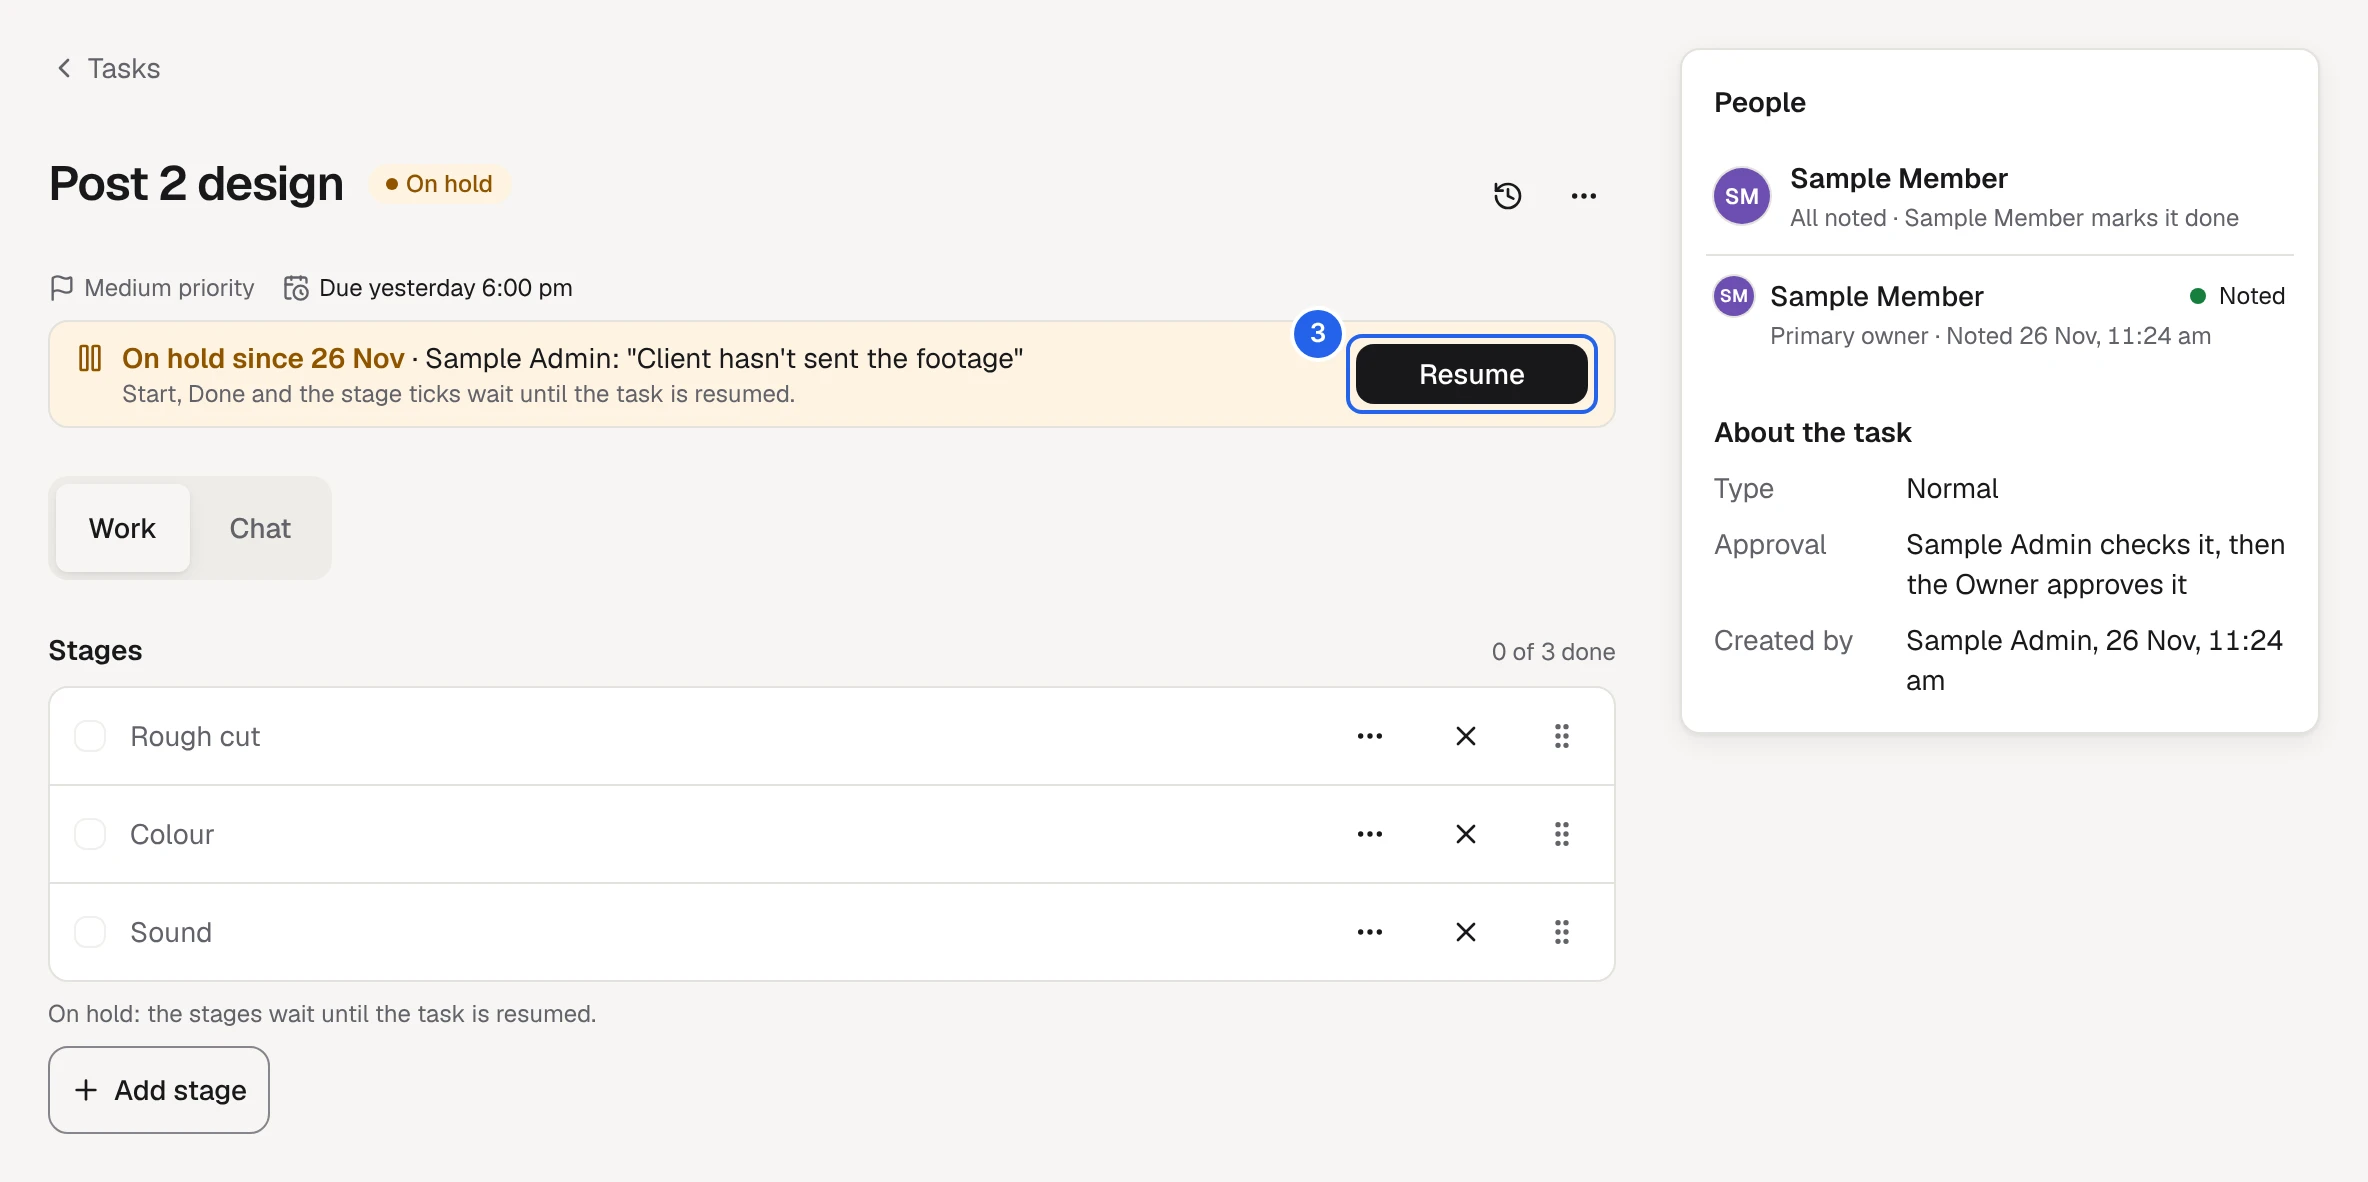 Tasks
Post 2 design
On hold
Medium priority
Due yesterday 6:00 pm
On hold since 26 Nov · Sample Admin: "Client hasn't sent the footage"
Start, Done and the stage ticks wait until the task is resumed.
3
Resume
Work
Chat
Stages
0 of 3 done
Rough cut
Colour
Sound
On hold: the stages wait until the task is resumed.
Add stage
People
SM
Sample Member
All noted · Sample Member marks it done
SM
Sample Member
Noted
Primary owner · Noted 26 Nov, 11:24 am
About the task
Type
Normal
Approval
Sample Admin checks it, then
the Owner approves it
Created by
Sample Admin, 26 Nov, 11:24
am